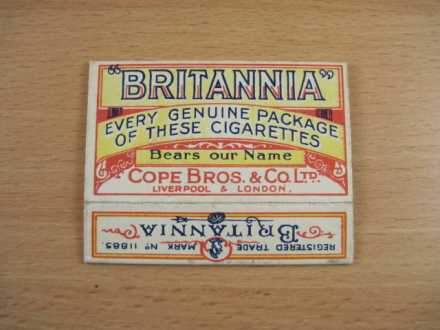 "BRITANNIA"
EVERY GENUINE PACKAGE
OF THESE CIGARETTES
Bears our Name
COPE BROS. & CO. LTD.
LIVERPOOL & LONDON.
REGISTERED TRADE MARK No 11885.
BRITANNIA